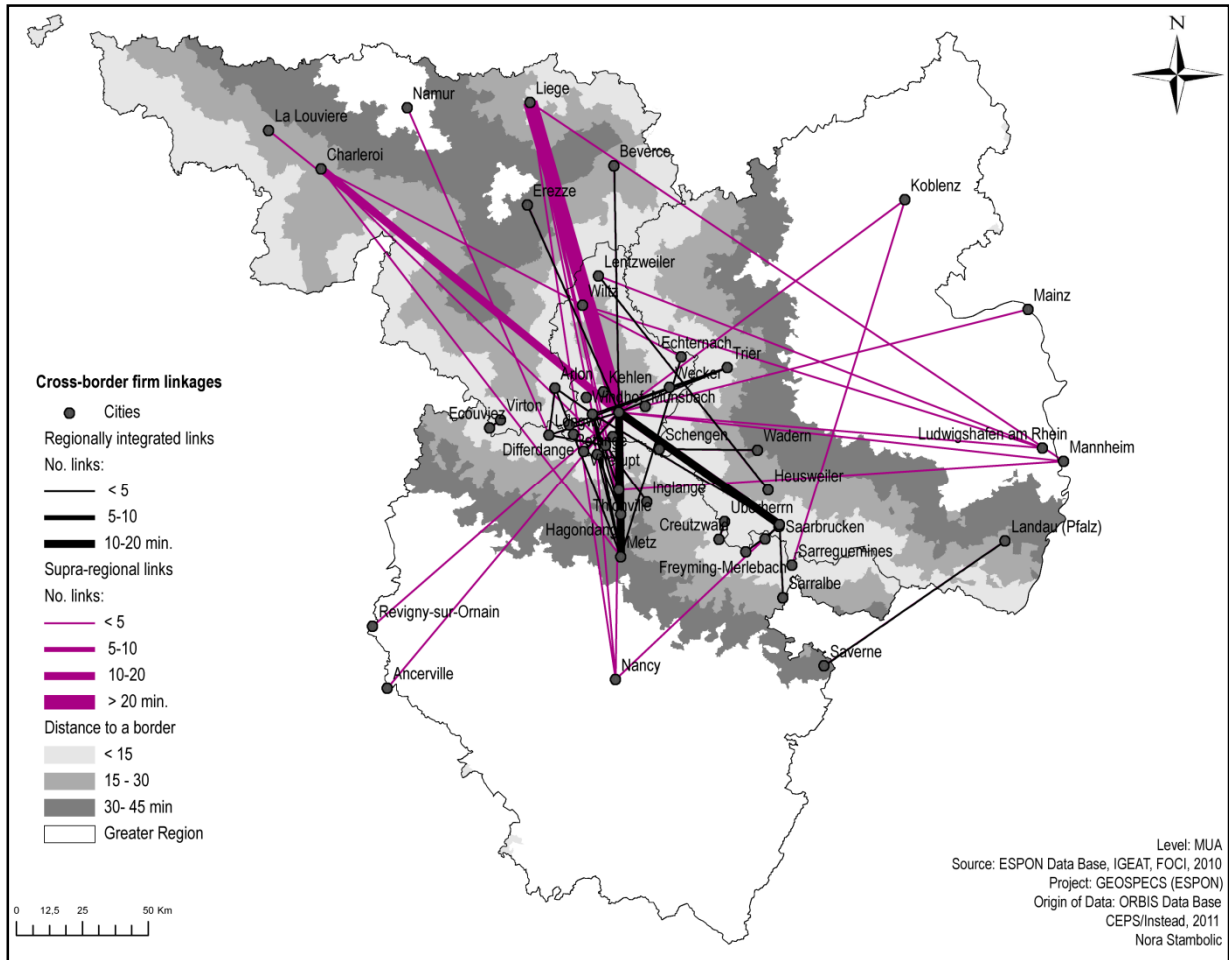 N
Liege
Namur
La Louviere
Charleroi
Beverce
Erezze
Koblenz
Lentzweiler
Wiltz
Mainz
Echternach
Trier
Cross-border firm linkages
Cities
Regionally integrated links
No. links:
< 5
5-10
10-20 min.
Supra-regional links
No. links:
< 5
5-10
10-20
> 20 min.
Distance to a border
< 15
15 - 30
30- 45 min
Greater Region
Arlon
Kehlen
Wecker
Windhof
Munsbach
Virton
Ecouviez
Differdange
Schengen
Wadern
Ludwigshafen am Rhein
Mannheim
Heusweiler
Inglange
Thionville
Uberherrn
Hagondang
Creutzwald
Saarbrucken
Landau (Pfalz)
Metz
Freyming-Merlebach
Sarreguemines
Sarralbe
Revigny-sur-Ornain
Saverne
Nancy
Ancerville
0 12,5 25 50 Km
Level: MUA
Source: ESPON Data Base, IGEAT, FOCI, 2010
Project: GEOSPECS (ESPON)
Origin of Data: ORBIS Data Base
CEPS/Instead, 2011
Nora Stambolic